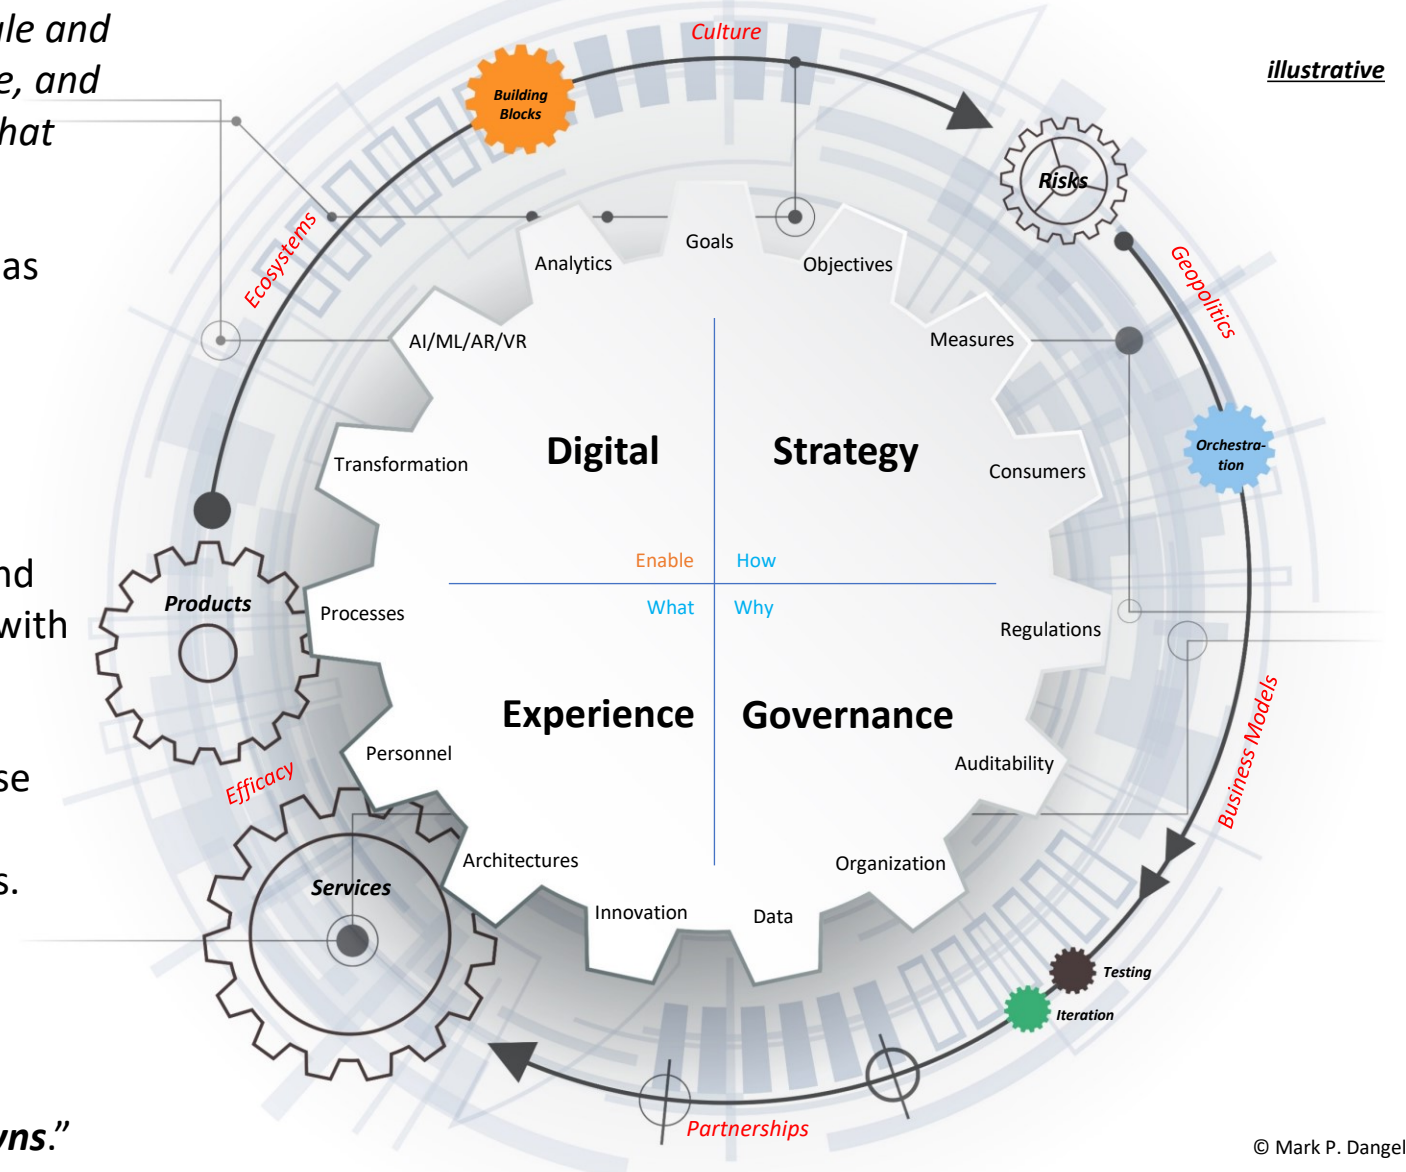 and
e, and
hat
as
nd
with
se
s.
wns.”
illustrative
Culture
Building
Blocks
Risks
Ecosystems
Geopolitics
Goals
Analytics
Objectives
AI/ML/AR/VR
Measures
Orchestra-
tion
Digital
Strategy
Transformation
Consumers
Enable
How
What
Why
Products
Processes
Regulations
Experience
Governance
Personnel
Auditability
Efficacy
Business Models
Services
Architectures
Organization
Innovation
Data
Testing
Iteration
Partnerships
© Mark P. Dangel